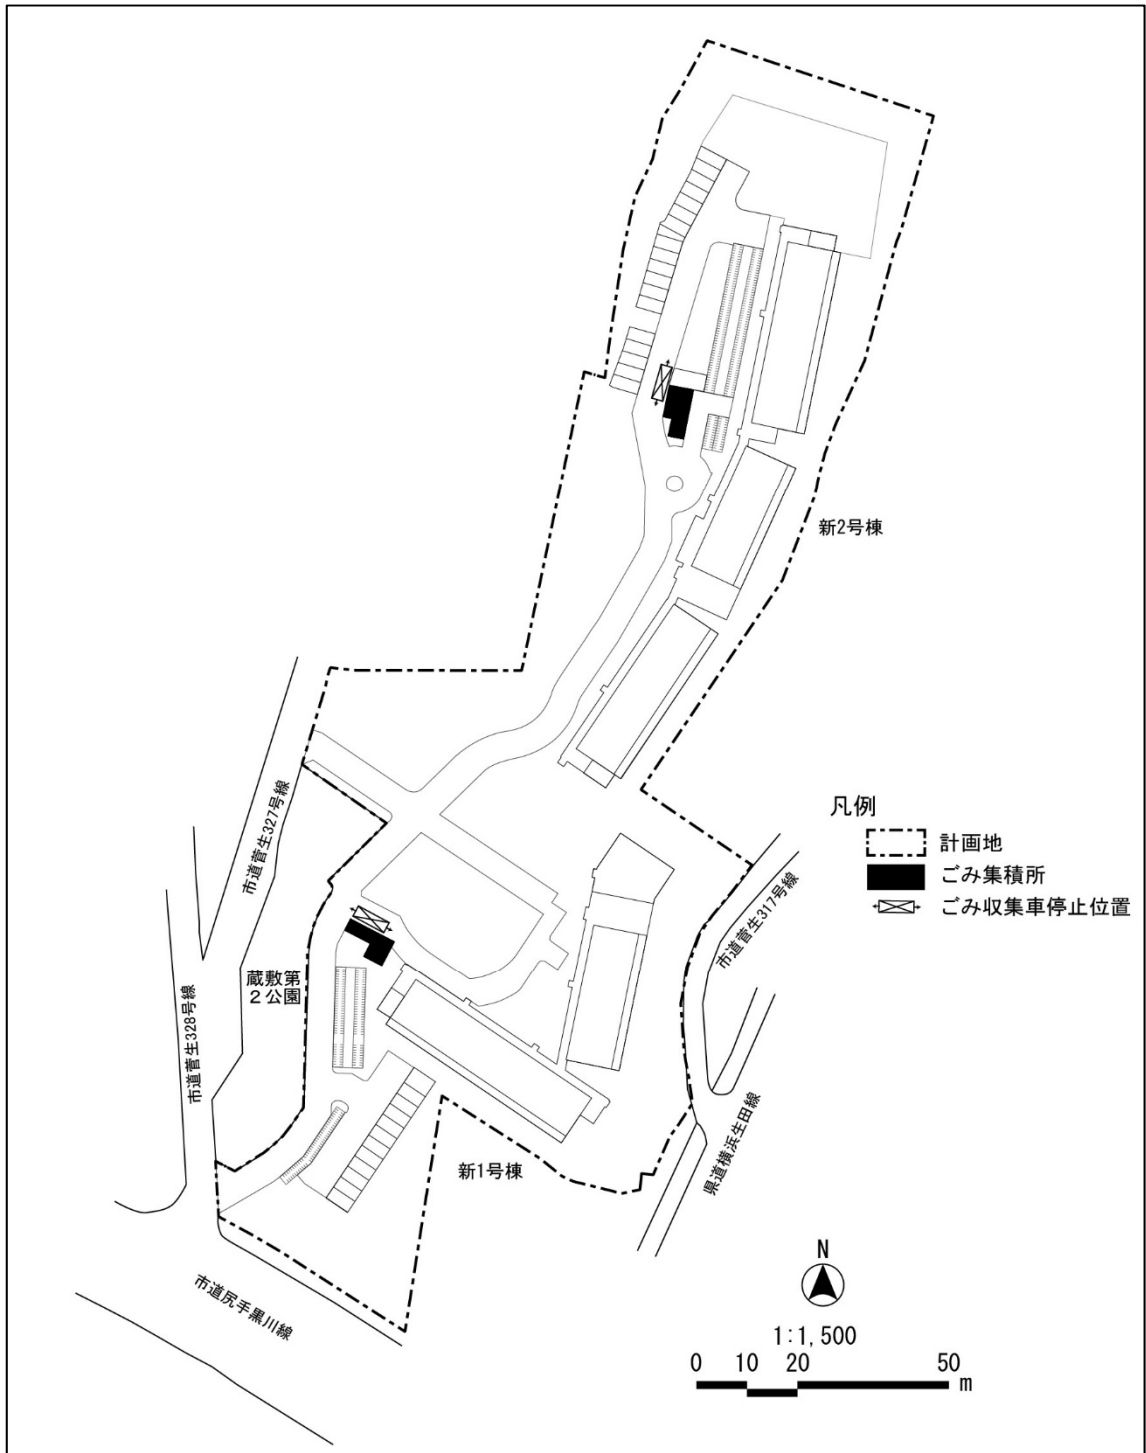 新2号棟
凡例
計画地
ごみ集積所
ごみ収集車停止位置
市道菅生327号線
市道菅生317号線
蔵敷第
2公園
市道菅生328号線
県道横浜生田線
新1号棟
市道尻手黒川線
N
1:1,500
0 10 20 50
m